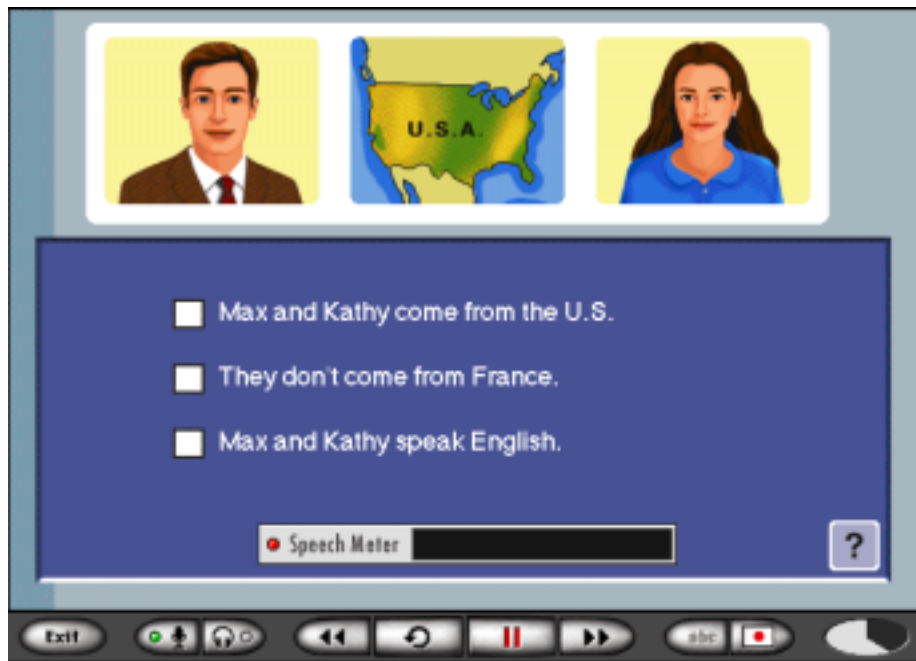 U.S.A.
Max and Kathy come from the U.S.
They don't come from France.
Max and Kathy speak English.
Speech Meter
?
Exit
abc